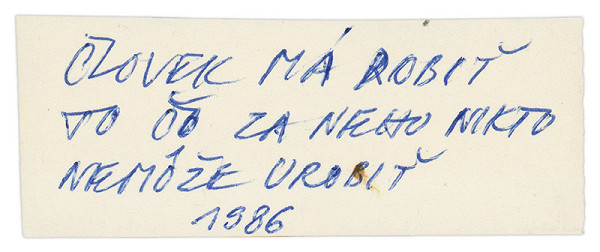 ČLOVEK MÁ ROBIŤ
TO ČO ZA NEHO NIKTO
NEMÔŽE UROBIŤ
1986